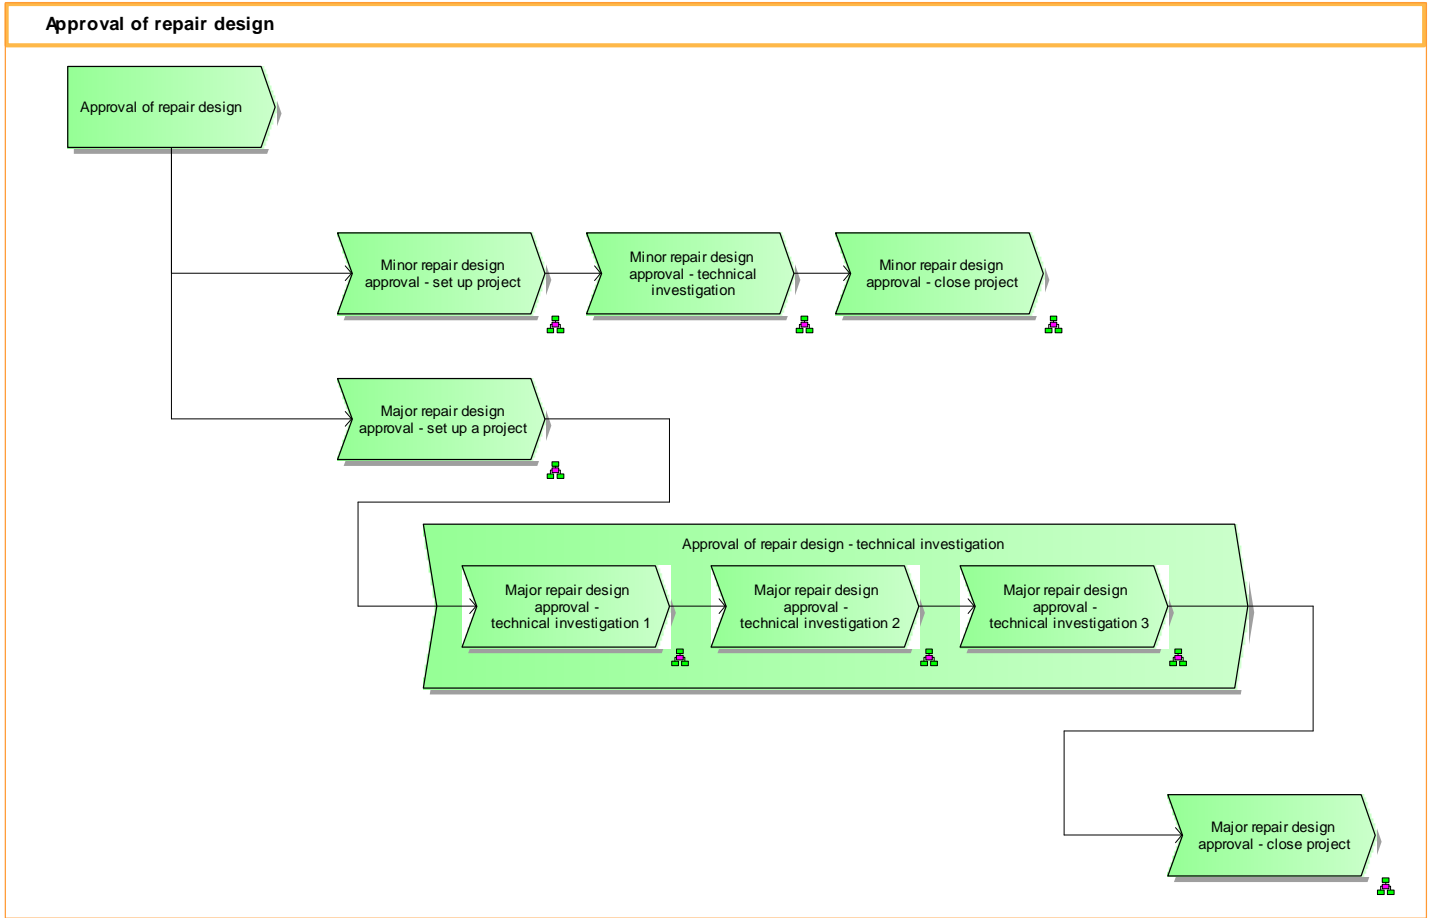 Approval of repair design
Approval of repair design
Minor repair design
approval - set up project
Minor repair design
approval - technical
investigation
Minor repair design
approval - close project
Major repair design
approval - set up a project
Approval of repair design - technical investigation
Major repair design
approval -
technical investigation 1
Major repair design
approval -
technical investigation 2
Major repair design
approval -
technical investigation 3
Major repair design
approval - close project